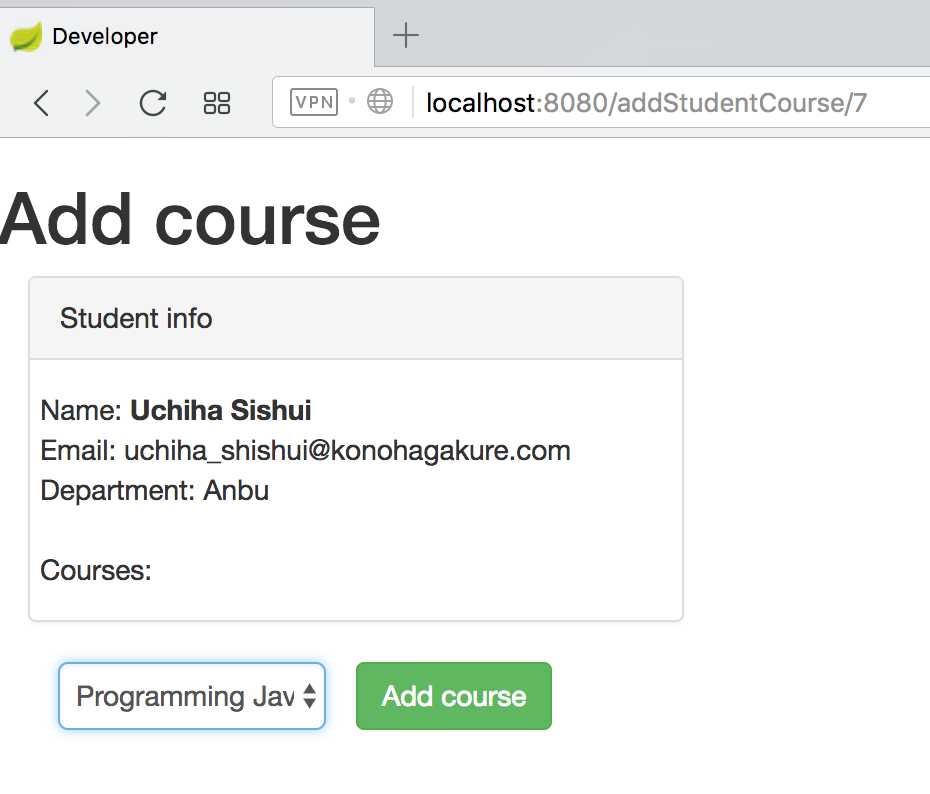 Developer
VPN localhost:8080/addStudentCourse/7
Add course
Student info
Name: Uchiha Sishui
Email: uchiha_shishui@konohagakure.com
Department: Anbu
Courses:
Programming Jav Add course